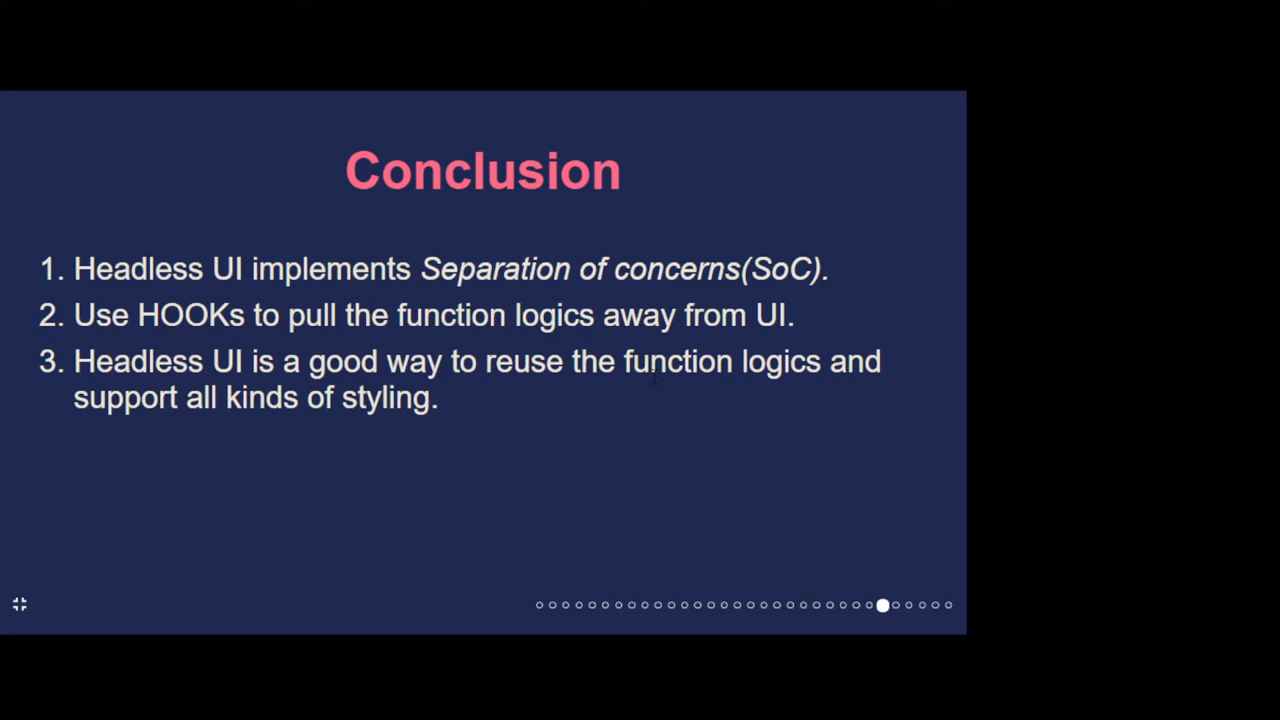 Conclusion
1. Headless UI implements Separation of concerns(SoC).
2. Use HOOKs to pull the function logics away from UI.
3. Headless UI is a good way to reuse the function logics and
support all kinds of styling.